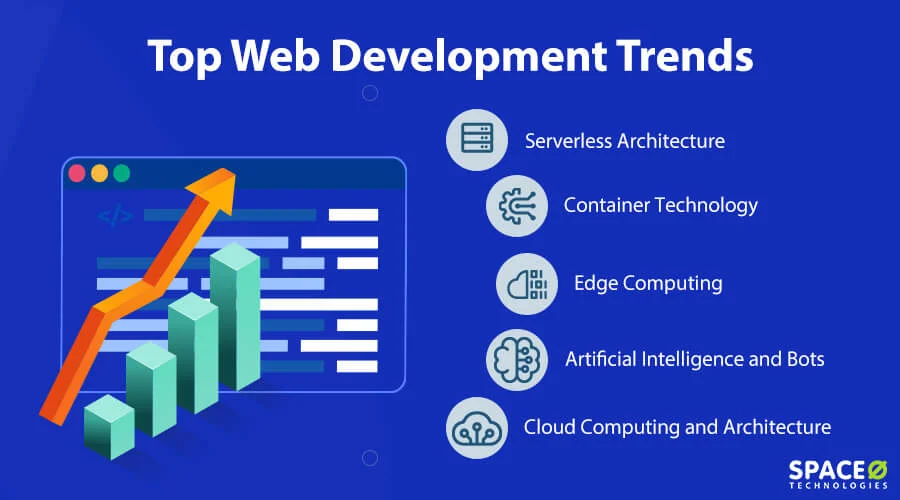 Top Web Development Trends
</>
Serverless Architecture
Container Technology
Edge Computing
Artificial Intelligence and Bots
Cloud Computing and Architecture
SPACEO
TECHNOLOGIES